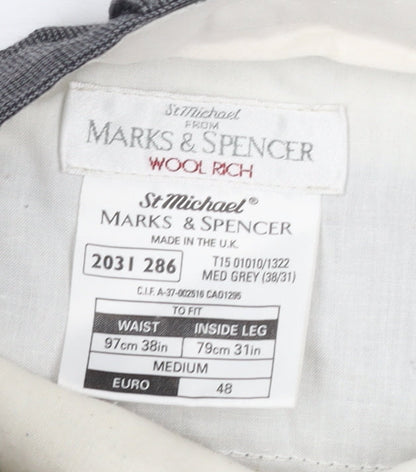 St Michael
FROM
MARKS & SPENCER
WOOL RICH
St Michael®
MARKS & SPENCER
MADE IN THE U.K.
2031 286
T15 01010/1322
MED GREY (38/31)
C.I.F. A-37-002516 CAO1295
TO FIT
WAIST INSIDE LEG
97cm 38in 79cm 31in
MEDIUM
EURO 48